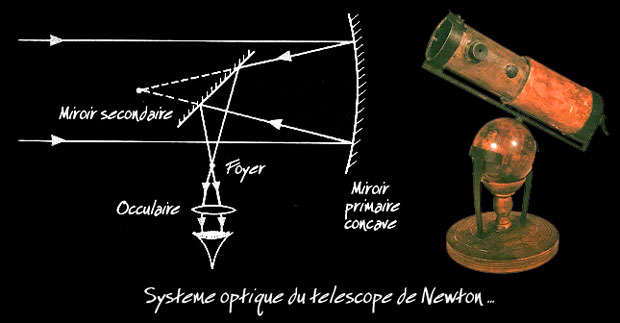 Miroir secondaire
Foyer
Occulaire
Miroir
primaire
concave
Systeme optique du telescope de Newton ...